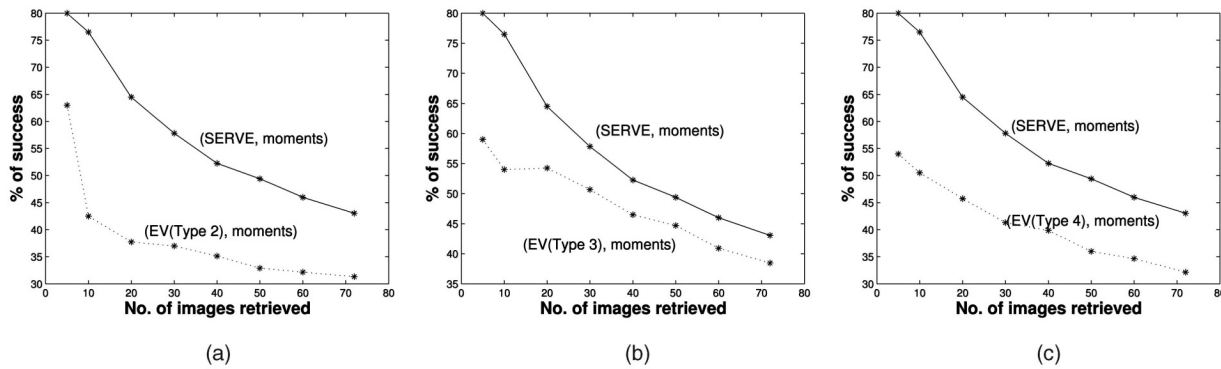 80
75
70
65
60
55
50
45
40
35
30
% of success
(SERVE, moments)
(EV(Type 2), moments)
0 10 20 30 40 50 60 70 80
No. of images retrieved
(a)
80
75
70
65
60
55
50
45
40
35
% of success
(SERVE, moments)
(EV(Type 3), moments)
0 10 20 30 40 50 60 70 80
No. of images retrieved
(b)
80
75
70
65
60
55
50
45
40
35
30
% of success
(SERVE, moments)
(EV(Type 4), moments)
0 10 20 30 40 50 60 70 80
No. of images retrieved
(c)